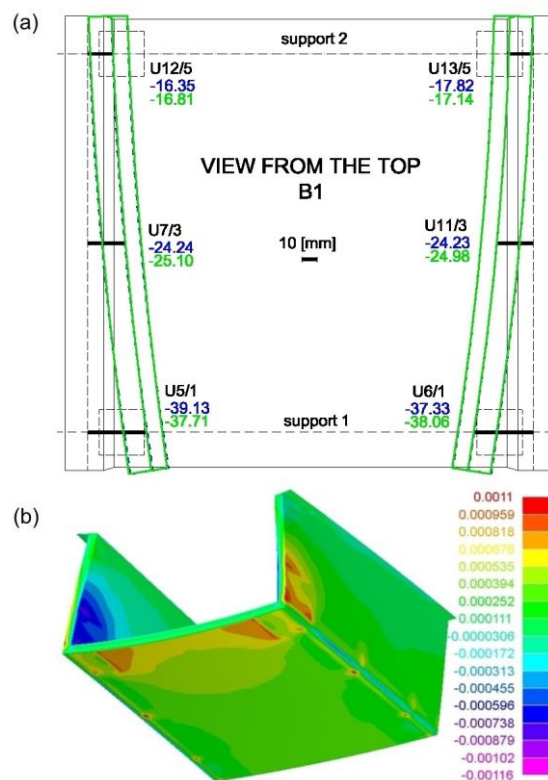 (a)
support 2
U12/5
-16.35
-16.81
U13/5
-17.82
-17.14
VIEW FROM THE TOP
B1
U7/3
-24.24
-25.10
10 [mm]
U11/3
-24.23
-24.98
U5/1
-39.13
-37.71
U6/1
-37.33
-38.06
support 1
(b)
0.0011
0.000959
0.000818
0.000676
0.000535
0.000394
0.000252
0.000111
-0.0000306
-0.000172
-0.000313
-0.000455
-0.000596
-0.000738
-0.000879
-0.00102
-0.00116